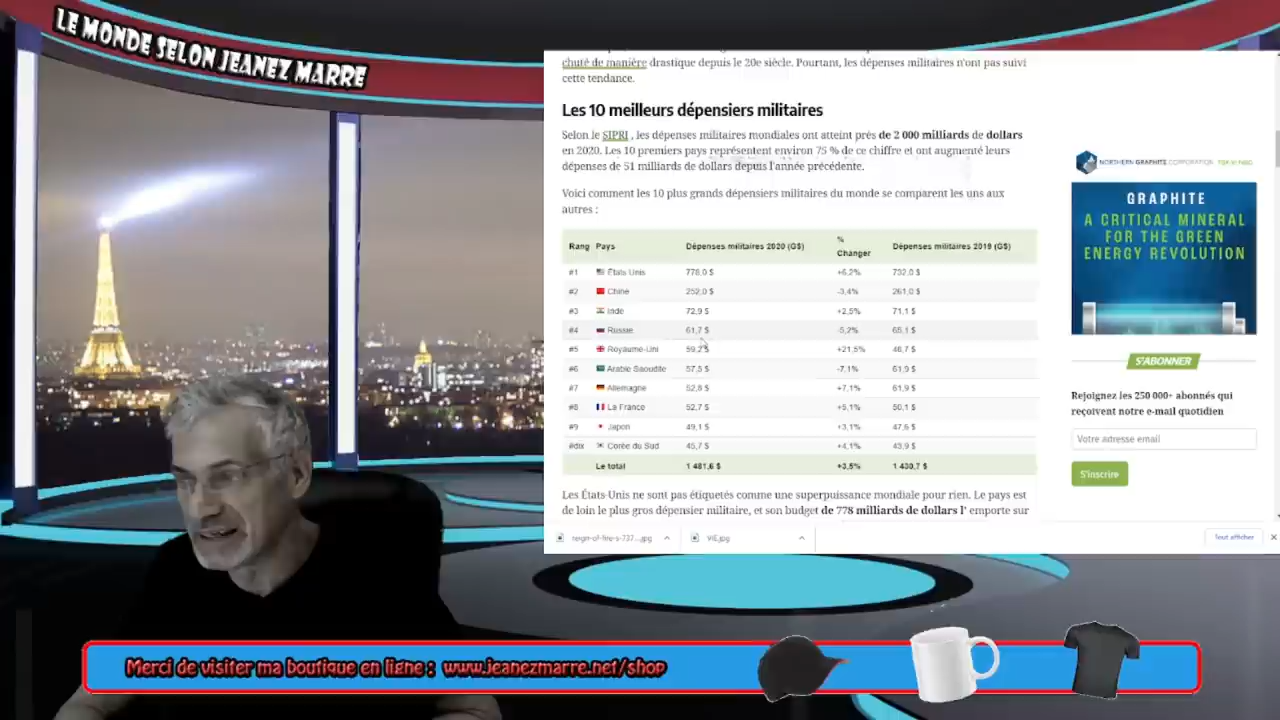 LE MONDE SELON JEANEZ MARRE
chuté de manière drastique depuis le 20e siècle. Pourtant, les dépenses militaires n'ont pas suivi
cette tendance.
Les 10 meilleurs dépensiers militaires
Selon le SIPRI , les dépenses militaires mondiales ont atteint près de 2 000 milliards de dollars
en 2020. Les 10 premiers pays représentent environ 75 % de ce chiffre et ont augmenté leurs
dépenses de 51 milliards de dollars depuis l'année précédente.
Voici comment les 10 plus grands dépensiers militaires du monde se comparent les uns aux
autres :
Rang Pays Dépenses militaires 2020 (G$) % Changer Dépenses militaires 2019 (G$)
#1 États Unis 778,0 $ +6,2% 732,0 $
#2 Chine 252,0 $ -3,4% 261,0 $
#3 Inde 72,9 $ +2,5% 71,1 $
#4 Russie 61,7 $ -5,2% 65,1 $
#5 Royaume-Uni 59,2 $ +21,5% 48,7 $
#6 Arabie Saoudite 57,5 $ -7,1% 61,9 $
#7 Allemagne 52,8 $ +7,1% 61,9 $
#8 La France 52,7 $ +5,1% 50,1 $
#9 Japon 49,1 $ +3,1% 47,6 $
#dix Corée du Sud 45,7 $ +4,1% 43,9 $
Le total 1 481,6 $ +3,5% 1 430,7 $
Les États-Unis ne sont pas étiquetés comme une superpuissance mondiale pour rien. Le pays est
de loin le plus gros dépensier militaire, et son budget de 778 milliards de dollars l' emporte sur
NORTHERN GRAPHITE CORPORATION
GRAPHITE
A CRITICAL MINERAL
FOR THE GREEN
ENERGY REVOLUTION
S'ABONNER
Rejoignez les 250 000+ abonnés qui
reçoivent notre e-mail quotidien
Votre adresse email
S'inscrire
reign-of-fire-s-737...jpg
VIE.jpg
Tout afficher
Merci de visiter ma boutique en ligne : www.jeanezmarre.net/shop